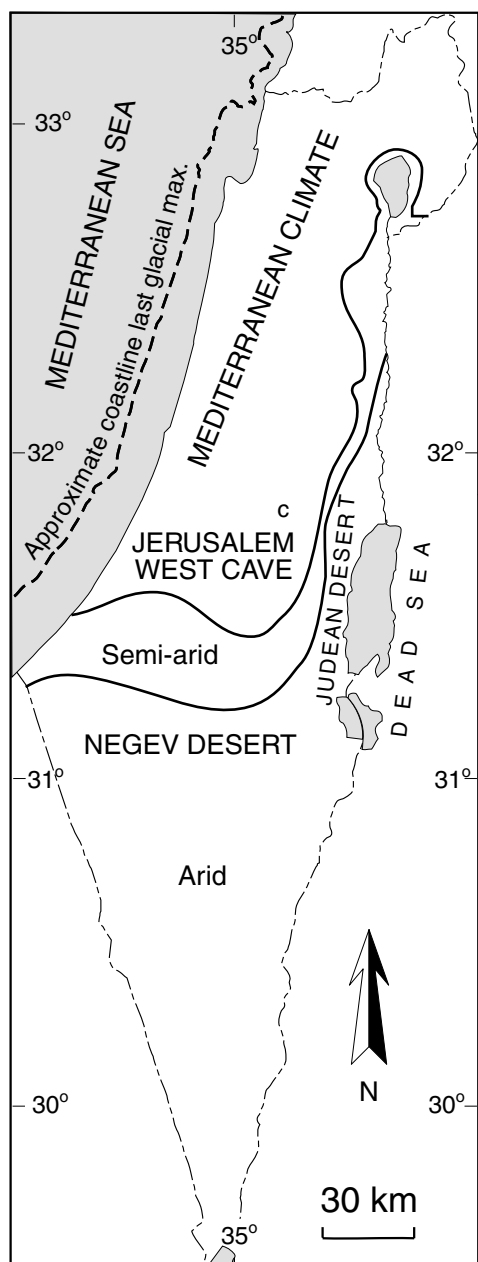 35°
33°
MEDITERRANEAN SEA
Approximate coastline last glacial max.
MEDITERRANEAN CLIMATE
32°
32°
c
JERUSALEM
WEST CAVE
JUDEAN DESERT
DEAD SEA
Semi-arid
NEGEV DESERT
31°
31°
Arid
N
30°
30°
30 km
35°